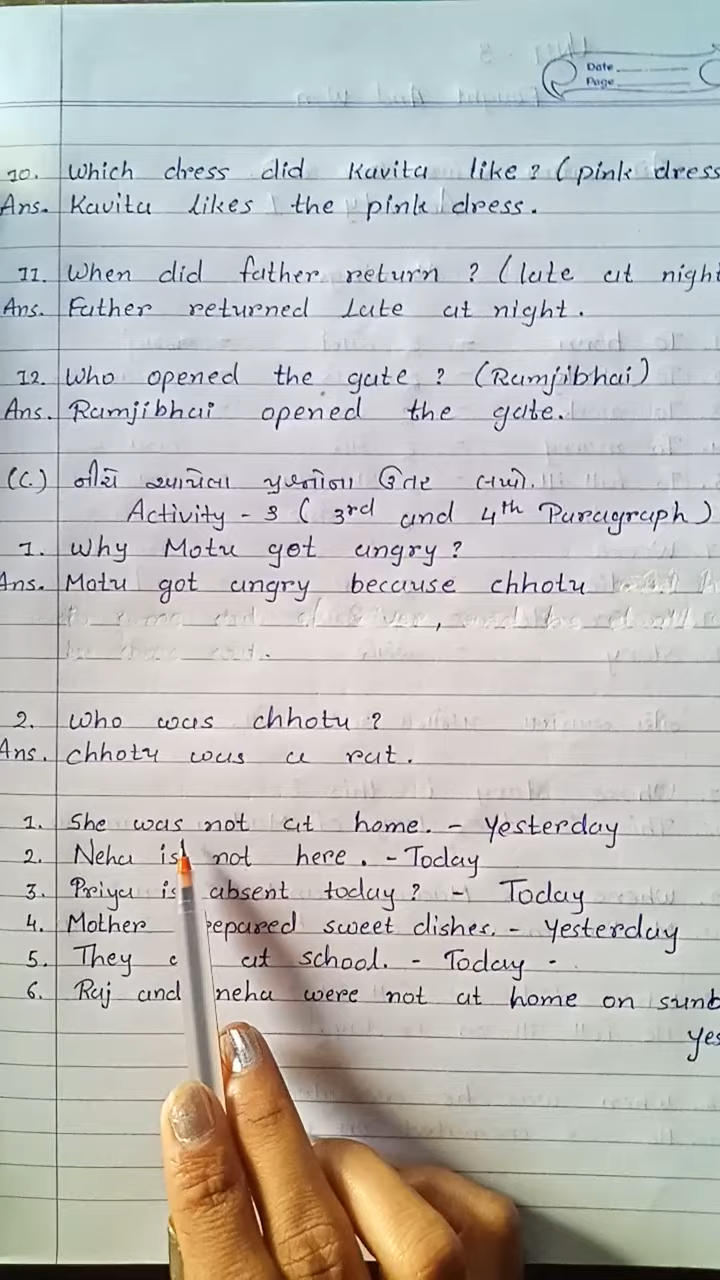 Date
Page
10. Which dress did Kavita like? (pink dress
Ans. Kavita likes the pink dress.
11. When did father return ? (late at night
Ans. Father returned late at night.
12. Who opened the gate ? (Ramjibhai)
Ans. Ramjibhai opened the gate.
(C.) નીચે આપેલા પ્રશ્નોના ઉત્તર લખો.
Activity - 3 ( 3rd and 4th Paragraph)
1. Why Motu got angry ?
Ans. Motu got angry because chhotu
,
.
2. Who was chhotu ?
Ans. chhotu was a rat.
1. She was not at home. - Yesterday
2. Neha is not here. - Today
3. Priya is absent today? - Today
4. Mother repared sweet dishes. - Yesterday
5. They at school. - Today -
6. Raj and neha were not at home on
yes